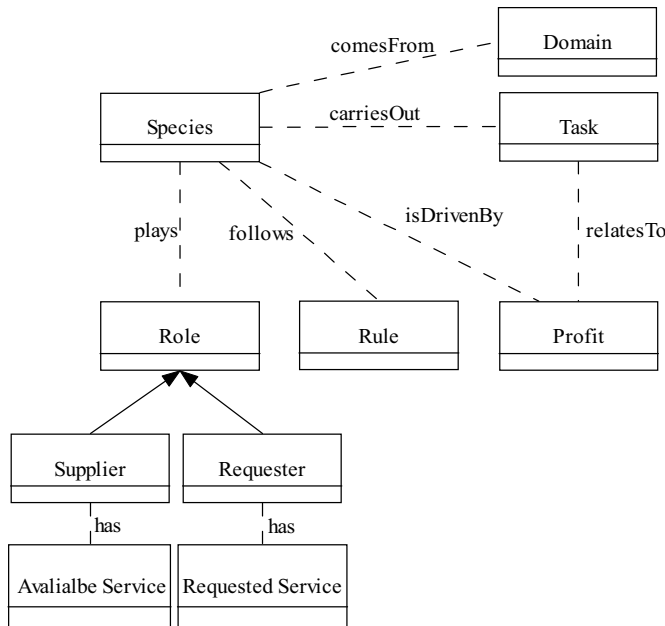 comesFrom
Domain
Species
carriesOut
Task
plays
follows
isDrivenBy
relatesTo
Role
Rule
Profit
Supplier
Requester
has
has
Avalialbe Service
Requested Service